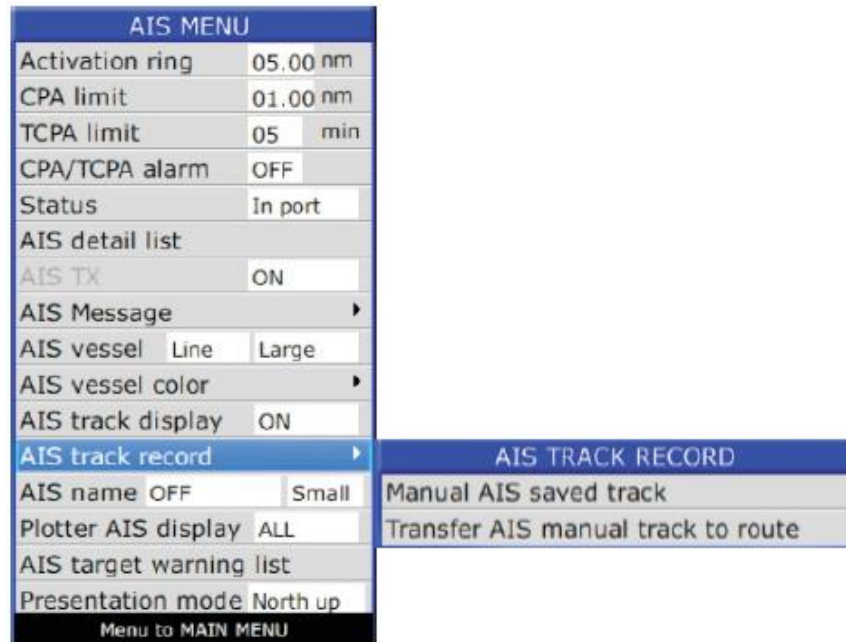 AIS MENU
Activation ring 05.00 nm
CPA limit 01.00 nm
TCPA limit 05 min
CPA/TCPA alarm OFF
Status In port
AIS detail list
AIS TX ON
AIS Message
AIS vessel Line Large
AIS vessel color
AIS track display ON
AIS track record
AIS name OFF Small
Plotter AIS display ALL
AIS target warning list
Presentation mode North up
Menu to MAIN MENU
AIS TRACK RECORD
Manual AIS saved track
Transfer AIS manual track to route